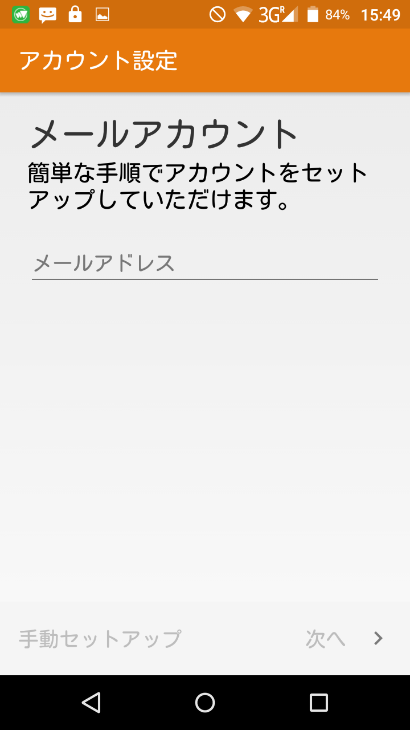 3G R 84% 15:49
アカウント設定
メールアカウント
簡単な手順でアカウントをセット
アップしていただけます。
メールアドレス
手動セットアップ 次へ